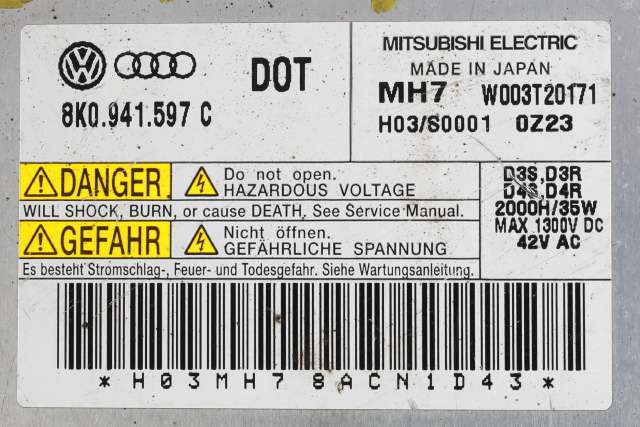 DOT
8K0.941.597 C
MITSUBISHI ELECTRIC
MADE IN JAPAN
MH7 W003T20171
H03/S0001 0Z23
DANGER
Do not open.
HAZARDOUS VOLTAGE
WILL SHOCK, BURN, or cause DEATH. See Service Manual.
GEFAHR
Nicht öffnen.
GEFÄHRLICHE SPANNUNG
Es besteht Stromschlag-, Feuer- und Todesgefahr. Siehe Wartungsanleitung.
D3S,D3R
D4S,D4R
2000H/35W
MAX 1300V DC
42V AC
*H03MH78ACN1D43*